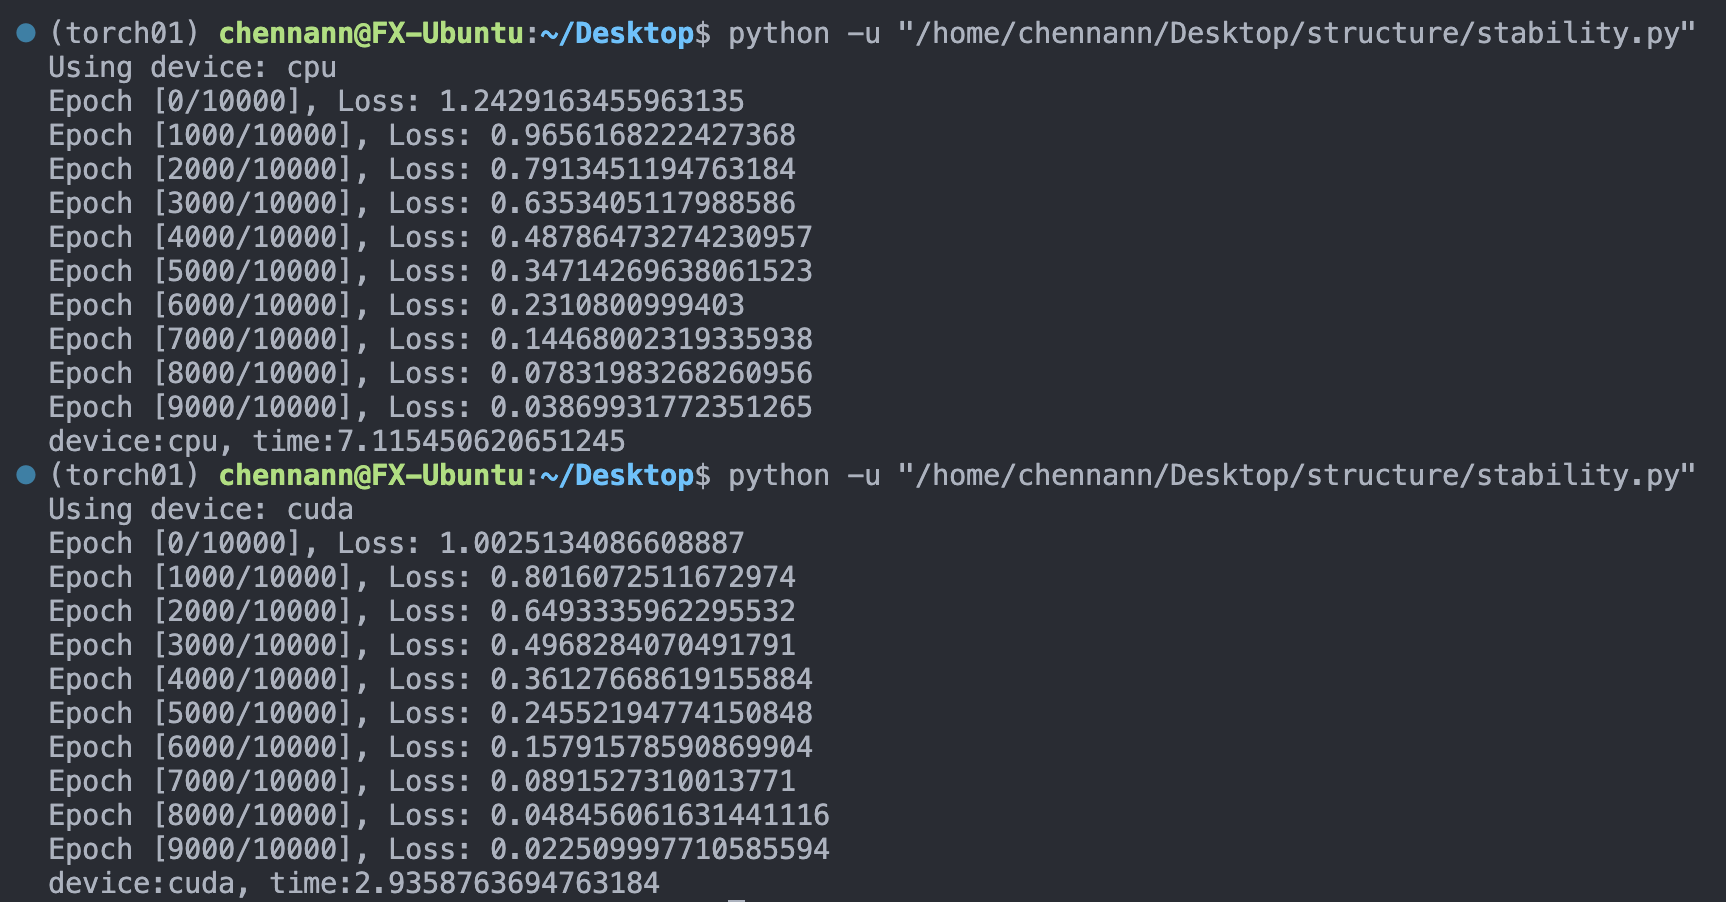 (torch01) chennann@FX-Ubuntu:~/Desktop$ python -u "/home/chennann/Desktop/structure/stability.py"
Using device: cpu
Epoch [0/10000], Loss: 1.2429163455963135
Epoch [1000/10000], Loss: 0.9656168222427368
Epoch [2000/10000], Loss: 0.7913451194763184
Epoch [3000/10000], Loss: 0.6353405117988586
Epoch [4000/10000], Loss: 0.48786473274230957
Epoch [5000/10000], Loss: 0.34714269638061523
Epoch [6000/10000], Loss: 0.2310800999403
Epoch [7000/10000], Loss: 0.14468002319335938
Epoch [8000/10000], Loss: 0.07831983268260956
Epoch [9000/10000], Loss: 0.03869931772351265
device:cpu, time:7.115450620651245
(torch01) chennann@FX-Ubuntu:~/Desktop$ python -u "/home/chennann/Desktop/structure/stability.py"
Using device: cuda
Epoch [0/10000], Loss: 1.0025134086608887
Epoch [1000/10000], Loss: 0.8016072511672974
Epoch [2000/10000], Loss: 0.6493335962295532
Epoch [3000/10000], Loss: 0.4968284070491791
Epoch [4000/10000], Loss: 0.36127668619155884
Epoch [5000/10000], Loss: 0.24552194774150848
Epoch [6000/10000], Loss: 0.15791578590869904
Epoch [7000/10000], Loss: 0.0891527310013771
Epoch [8000/10000], Loss: 0.048456061631441116
Epoch [9000/10000], Loss: 0.022509997710585594
device:cuda, time:2.9358763694763184